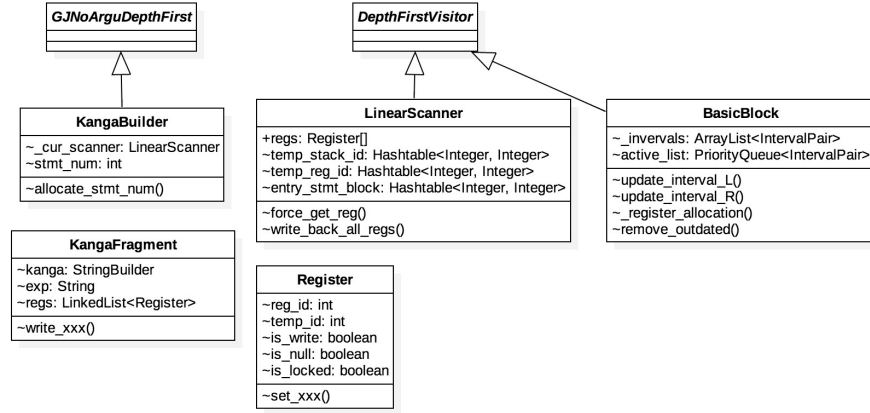 GJNoArguDepthFirst
DepthFirstVisitor
KangaBuilder
~_cur_scanner: LinearScanner
~stmt_num: int
~allocate_stmt_num()
LinearScanner
+regs: Register[]
~temp_stack_id: Hashtable<Integer, Integer>
~temp_reg_id: Hashtable<Integer, Integer>
~entry_stmt_block: Hashtable<Integer, Integer>
~force_get_reg()
~write_back_all_regs()
BasicBlock
~_invervals: ArrayList<IntervalPair>
~active_list: PriorityQueue<IntervalPair>
~update_interval_L()
~update_interval_R()
~_register_allocation()
~remove_outdated()
KangaFragment
~kanga: StringBuilder
~exp: String
~regs: LinkedList<Register>
~write_xxx()
Register
~reg_id: int
~temp_id: int
~is_write: boolean
~is_null: boolean
~is_locked: boolean
~set_xxx()